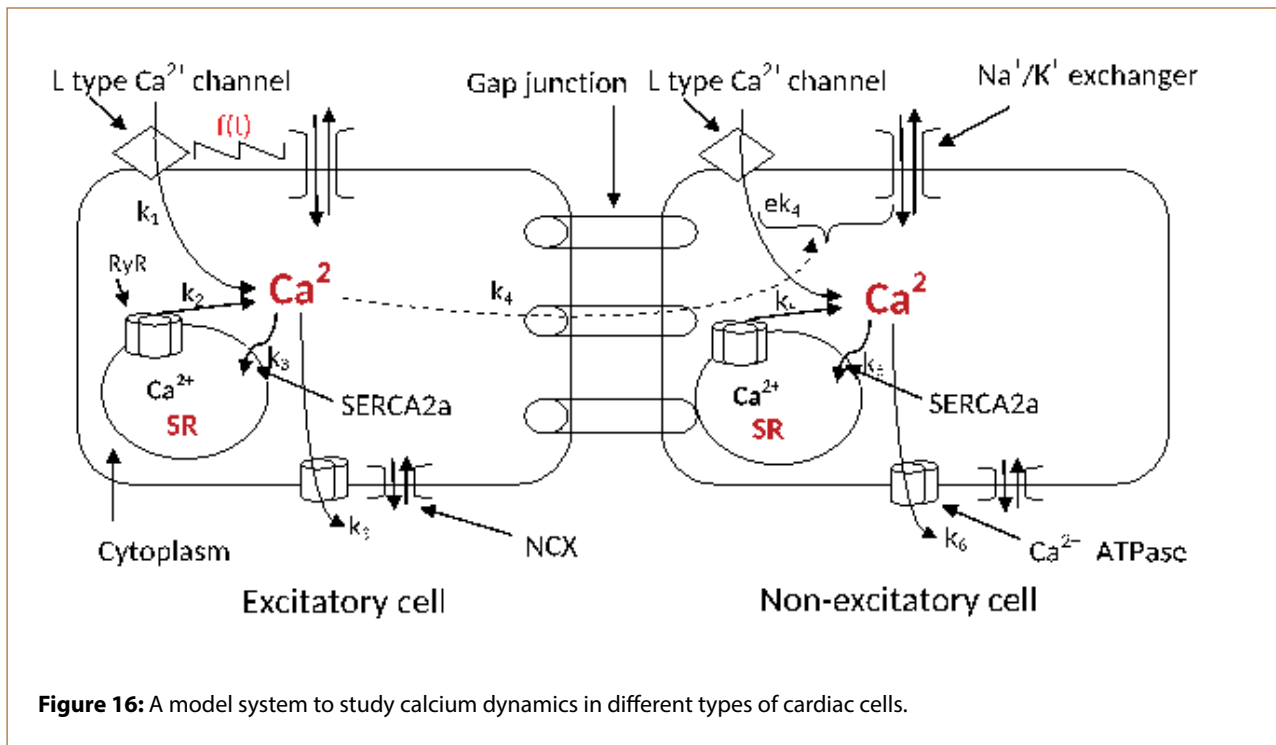 L type Ca²⁺ channel
Gap junction
L type Ca²⁺ channel
Na⁺/K⁺ exchanger
f(t)
k₁
ek₄
RyR
k₂
Ca²
k₄
Ca²
k₃
Ca²⁺
SR
SERCA2a
Ca²⁺
SR
SERCA2a
Cytoplasm
NCX
k₆
Ca²⁺ ATPase
Excitatory cell
Non-excitatory cell
Figure 16: A model system to study calcium dynamics in different types of cardiac cells.